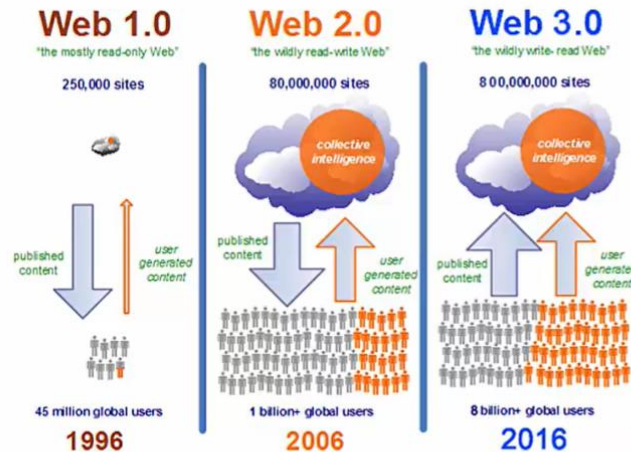 Web 1.0
"the mostly read-only Web"
250,000 sites
published
content
user
generated
content
45 million global users
1996
Web 2.0
"the wildly read-write Web"
80,000,000 sites
collective
intelligence
published
content
user
generated
content
1 billion+ global users
2006
Web 3.0
"the wildly write- read Web"
800,000,000 sites
collective
intelligence
published
content
user
generated
content
8 billion+ global users
2016